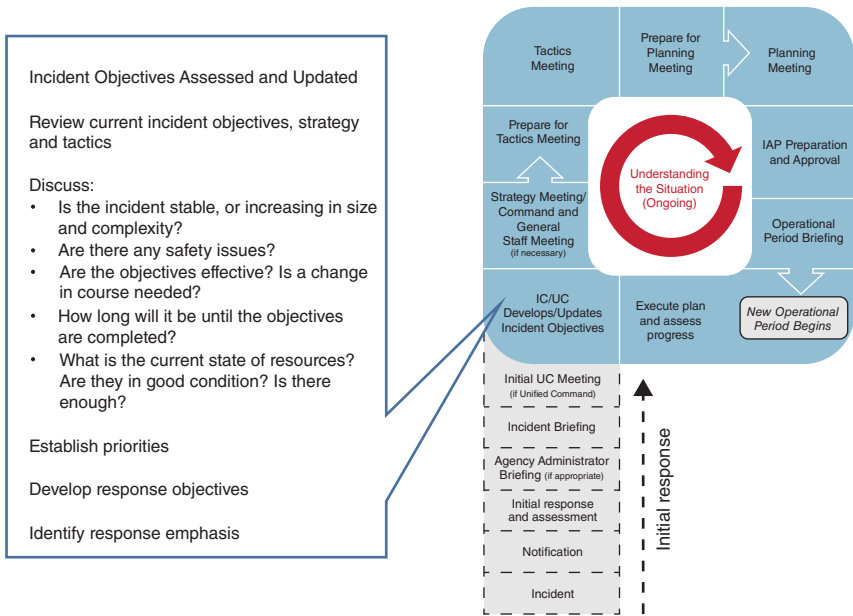 Incident Objectives Assessed and Updated
Review current incident objectives, strategy
and tactics
Discuss:
• Is the incident stable, or increasing in size
and complexity?
• Are there any safety issues?
• Are the objectives effective? Is a change
in course needed?
• How long will it be until the objectives
are completed?
• What is the current state of resources?
Are they in good condition? Is there
enough?
Establish priorities
Develop response objectives
Identify response emphasis
Tactics
Meeting
Prepare for
Planning
Meeting
Planning
Meeting
Prepare for
Tactics Meeting
Understanding
the Situation
(Ongoing)
IAP Preparation
and Approval
Strategy Meeting/
Command and
General
Staff Meeting
(if necessary)
Operational
Period Briefing
IC/UC
Develops/Updates
Incident Objectives
Execute plan
and assess
progress
New Operational
Period Begins
Initial UC Meeting
(if Unified Command)
Incident Briefing
Agency Administrator
Briefing (if appropriate)
Initial response
and assessment
Notification
Incident
Initial response